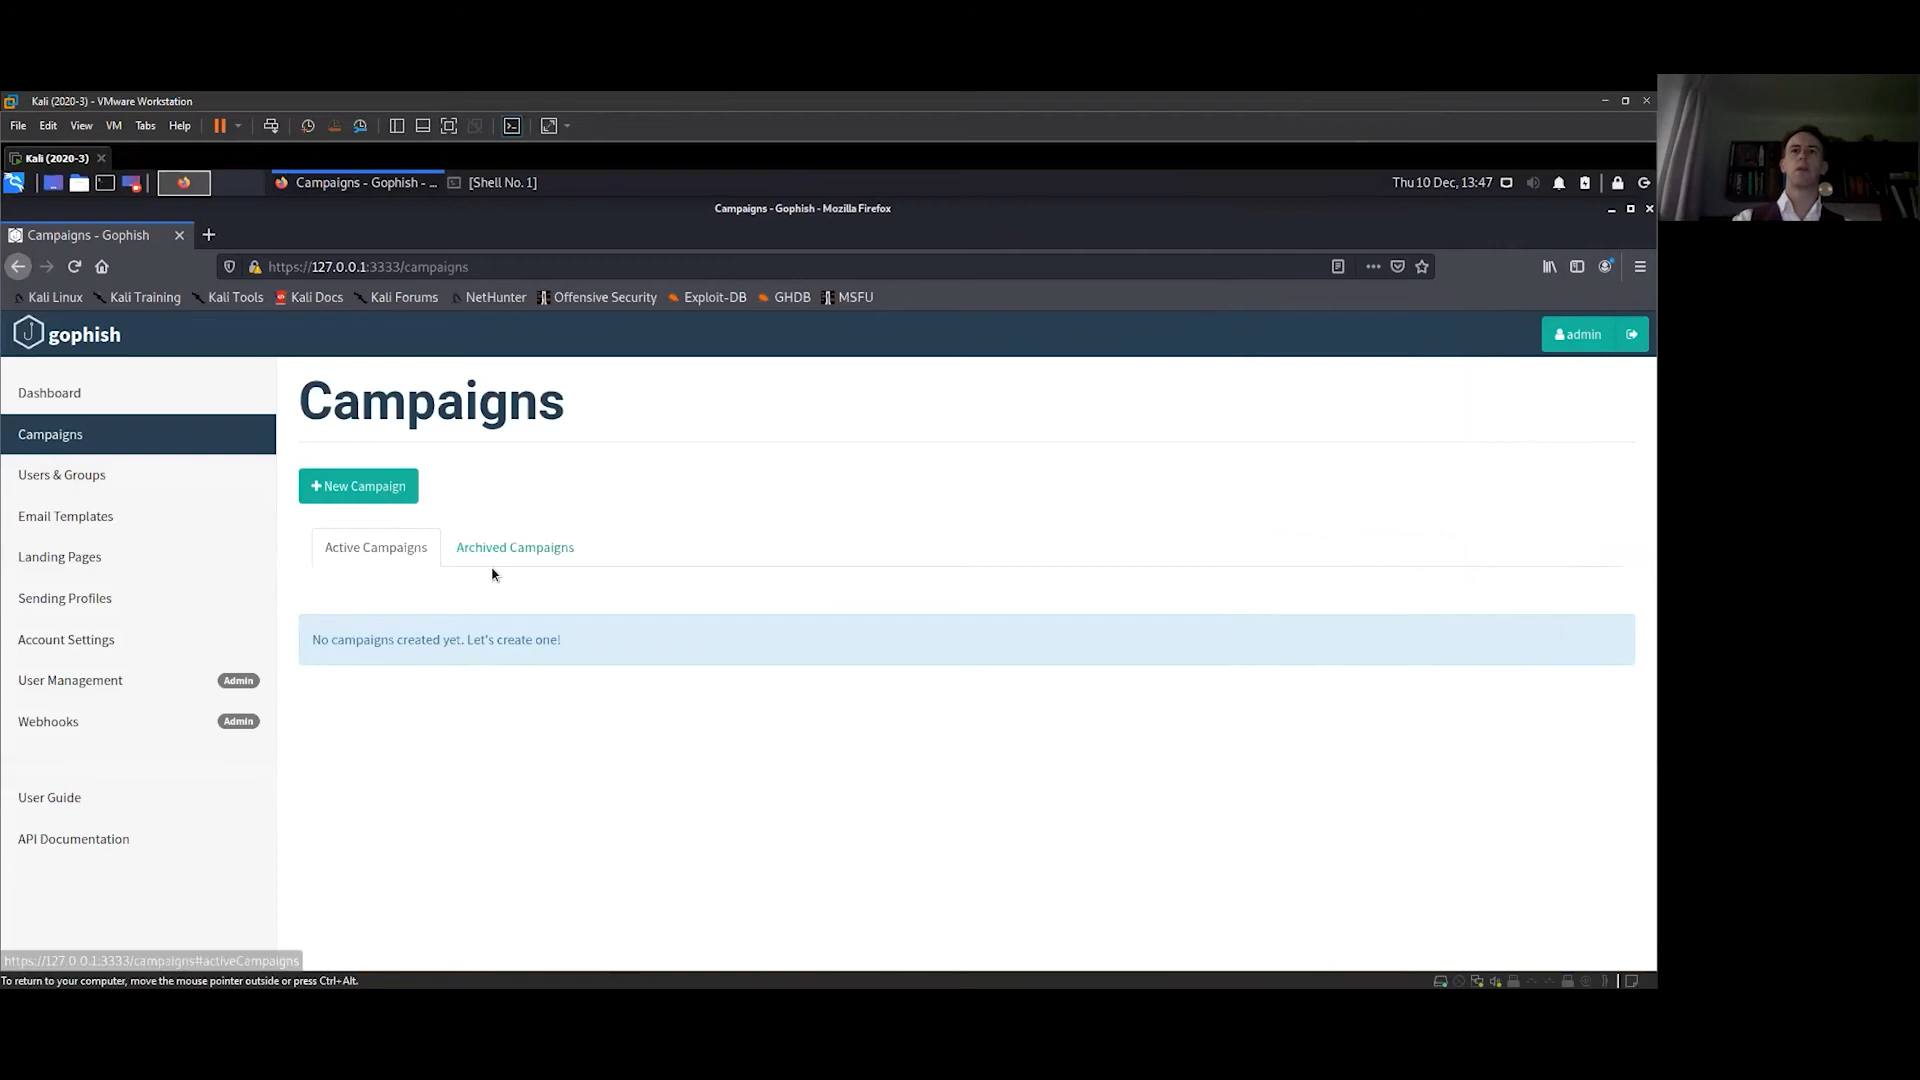 Kali (2020-3) - VMware Workstation
File Edit View VM Tabs Help
Kali (2020-3)
Campaigns - Gophish - ... [Shell No. 1] Thu 10 Dec, 13:47
Campaigns - Gophish - Mozilla Firefox
Campaigns - Gophish
https://127.0.0.1:3333/campaigns
Kali Linux Kali Training Kali Tools Kali Docs Kali Forums NetHunter Offensive Security Exploit-DB GHDB MSFU
gophish admin
Dashboard
Campaigns
Users & Groups
Email Templates
Landing Pages
Sending Profiles
Account Settings
User Management Admin
Webhooks Admin
User Guide
API Documentation
Campaigns
New Campaign
Active Campaigns Archived Campaigns
No campaigns created yet. Let's create one!
https://127.0.0.1:3333/campaigns#activeCampaigns
To return to your computer, move the mouse pointer outside or press Ctrl+Alt.